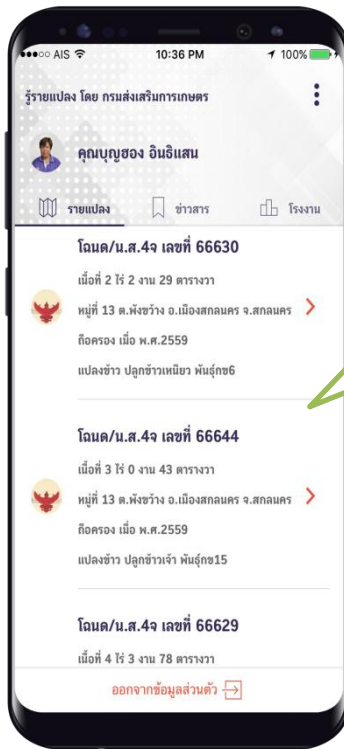 ●●●○○ AIS 10:36 PM 100%
รู้รายแปลง โดย กรมส่งเสริมการเกษตร
คุณบุญฮอง อินธิแสน
รายแปลง ข่าวสาร โรงงาน
โฉนด/น.ส.4จ เลขที่ 66630
เนื้อที่ 2 ไร่ 2 งาน 29 ตารางวา
หมู่ที่ 13 ต.พังขว้าง อ.เมืองสกลนคร จ.สกลนคร
ถือครอง เมื่อ พ.ศ.2559
แปลงข้าว ปลูกข้าวเหนียว พันธุ์กข6
โฉนด/น.ส.4จ เลขที่ 66644
เนื้อที่ 3 ไร่ 0 งาน 43 ตารางวา
หมู่ที่ 13 ต.พังขว้าง อ.เมืองสกลนคร จ.สกลนคร
ถือครอง เมื่อ พ.ศ.2559
แปลงข้าว ปลูกข้าวเจ้า พันธุ์กข15
โฉนด/น.ส.4จ เลขที่ 66629
เนื้อที่ 4 ไร่ 3 งาน 78 ตารางวา
ออกจากข้อมูลส่วนตัว